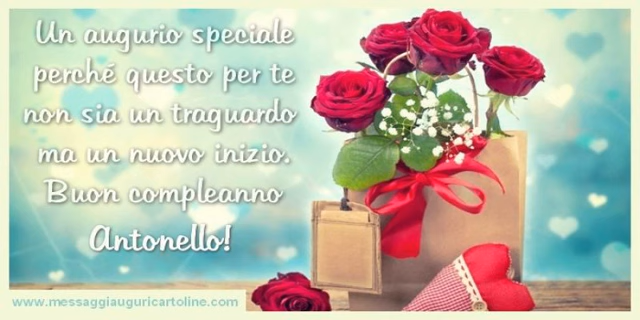 Un augurio speciale
perché questo per te
non sia un traguardo
ma un nuovo inizio.
Buon compleanno
Antonello!
www.messaggiauguricartoline.com